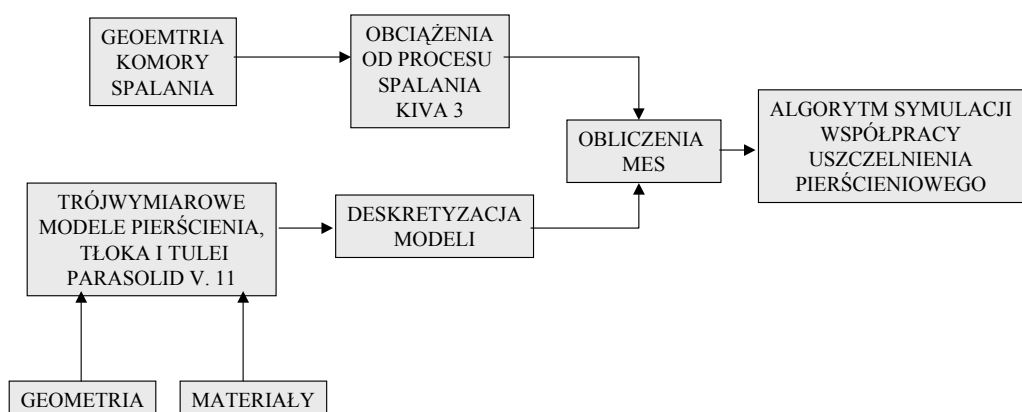 GEOEMTRIA
KOMORY
SPALANIA
OBCIĄŻENIA
OD PROCESU
SPALANIA
KIVA 3
OBLICZENIA
MES
ALGORYTM SYMULACJI
WSPÓŁPRACY
USZCZELNIENIA
PIERŚCIENIOWEGO
TRÓJWYMIAROWE
MODELE PIERŚCIENIA,
TŁOKA I TULEI
PARASOLID V. 11
DESKRETYZACJA
MODELI
GEOMETRIA
MATERIAŁY